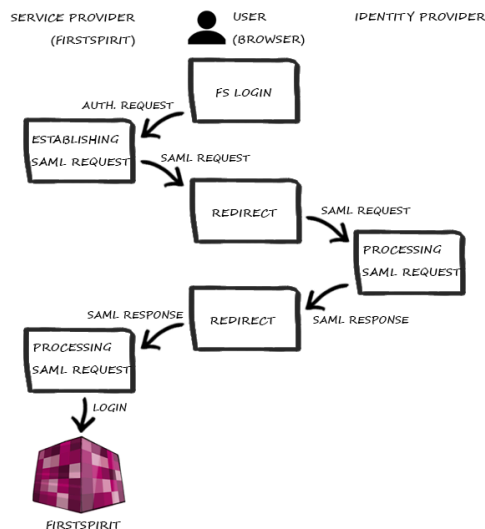 SERVICE PROVIDER
(FIRSTSPIRIT)
USER
(BROWSER)
IDENTITY PROVIDER
FS LOGIN
AUTH. REQUEST
ESTABLISHING
SAML REQUEST
SAML REQUEST
REDIRECT
SAML REQUEST
PROCESSING
SAML REQUEST
SAML RESPONSE
REDIRECT
SAML RESPONSE
PROCESSING
SAML REQUEST
LOGIN
FIRSTSPIRIT